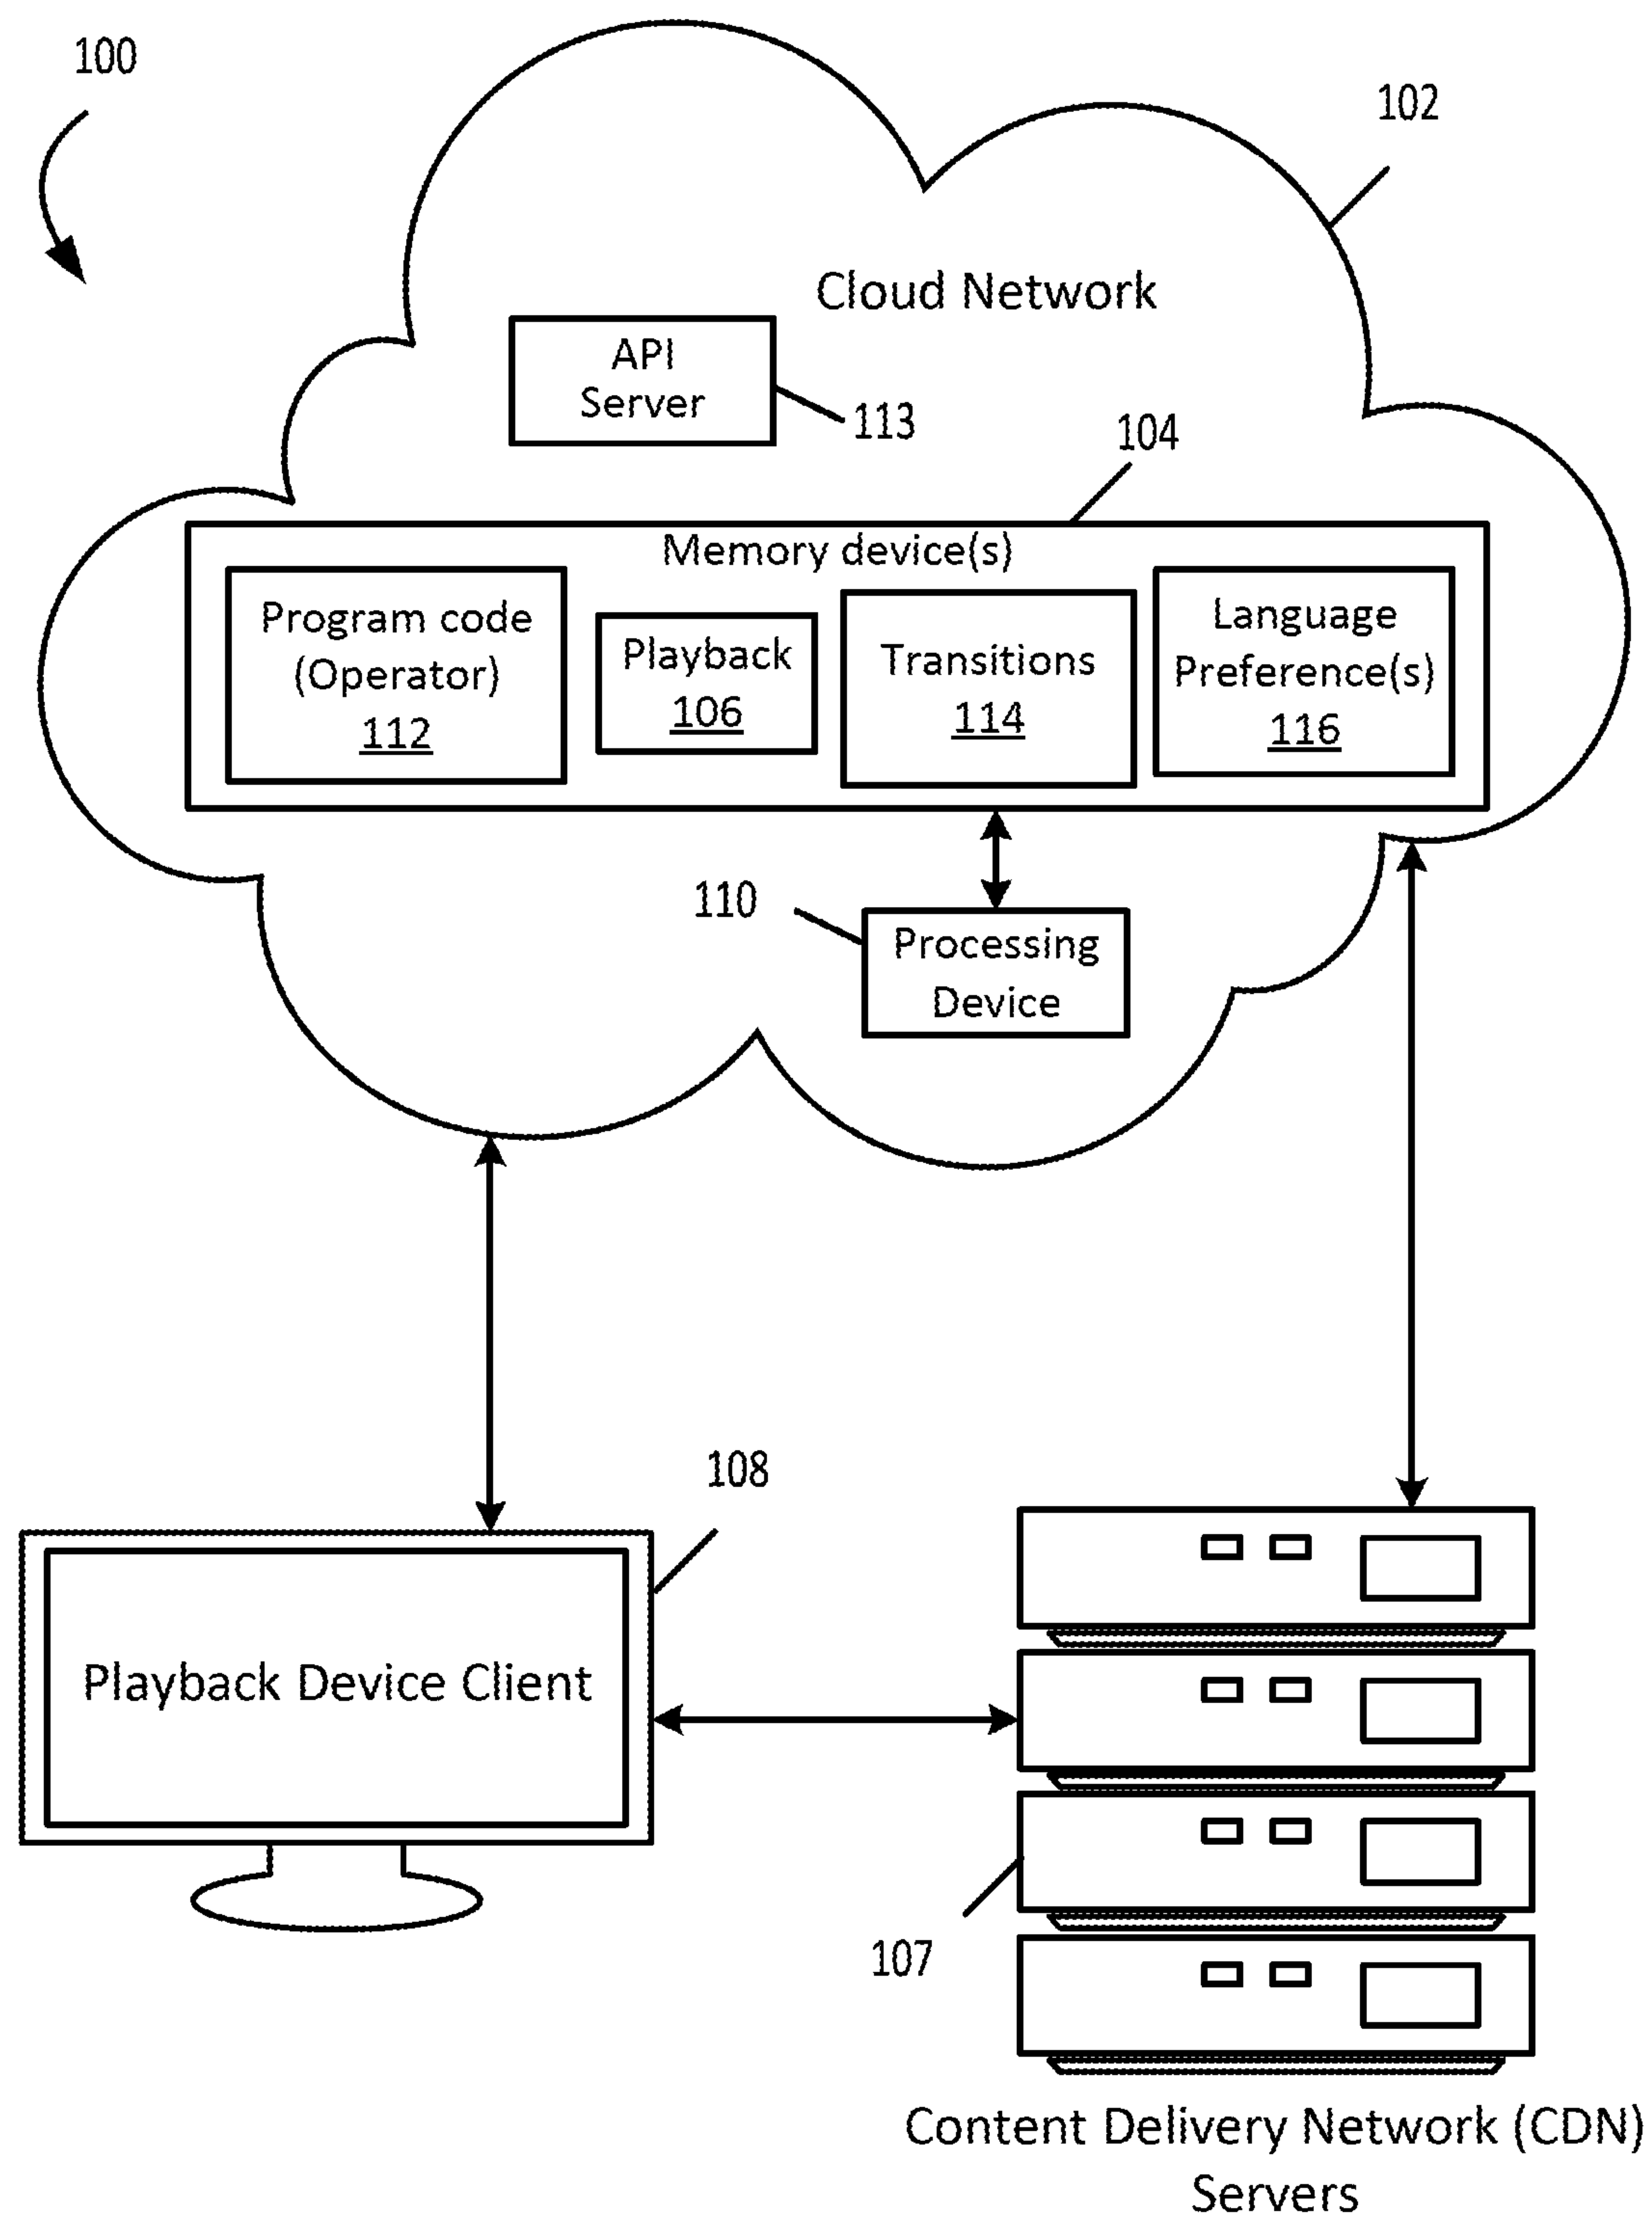 100
102
Cloud Network
API
Server
113
104
Memory device(s)
Program code
(Operator)
112
Playback
106
Transitions
114
Language
Preference(s)
116
110
Processing
Device
108
Playback Device Client
107
Content Delivery Network (CDN)
Servers